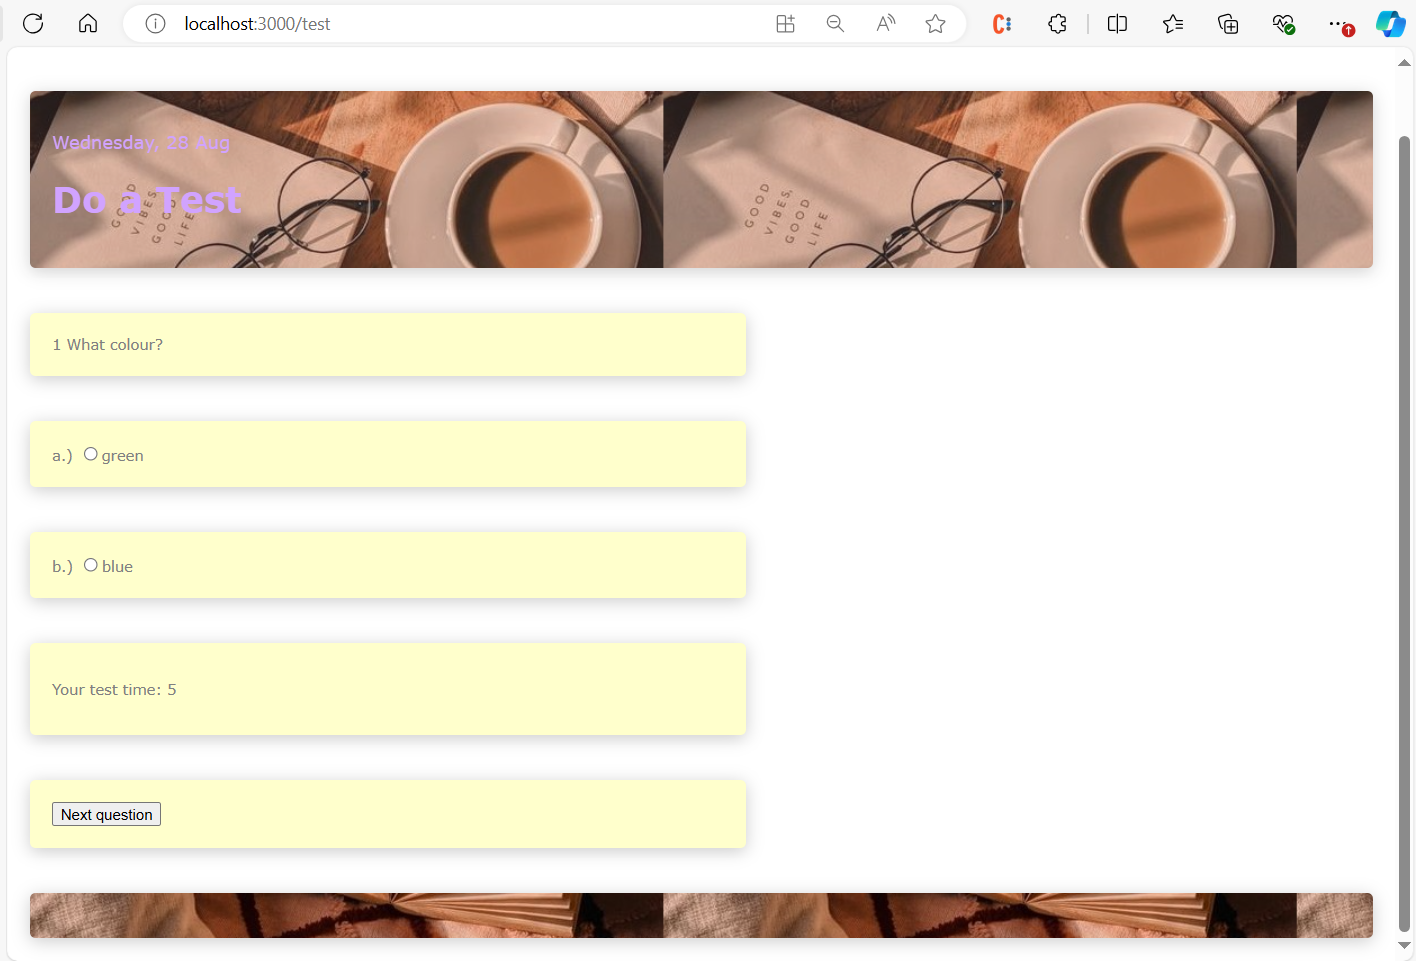 localhost:3000/test
Wednesday, 28 Aug
Do a Test
GOOD
VIBES,
GOOD
LIFE
GOOD
VIBES,
GOOD
LIFE
1 What colour?
a.) green
b.) blue
Your test time: 5
Next question